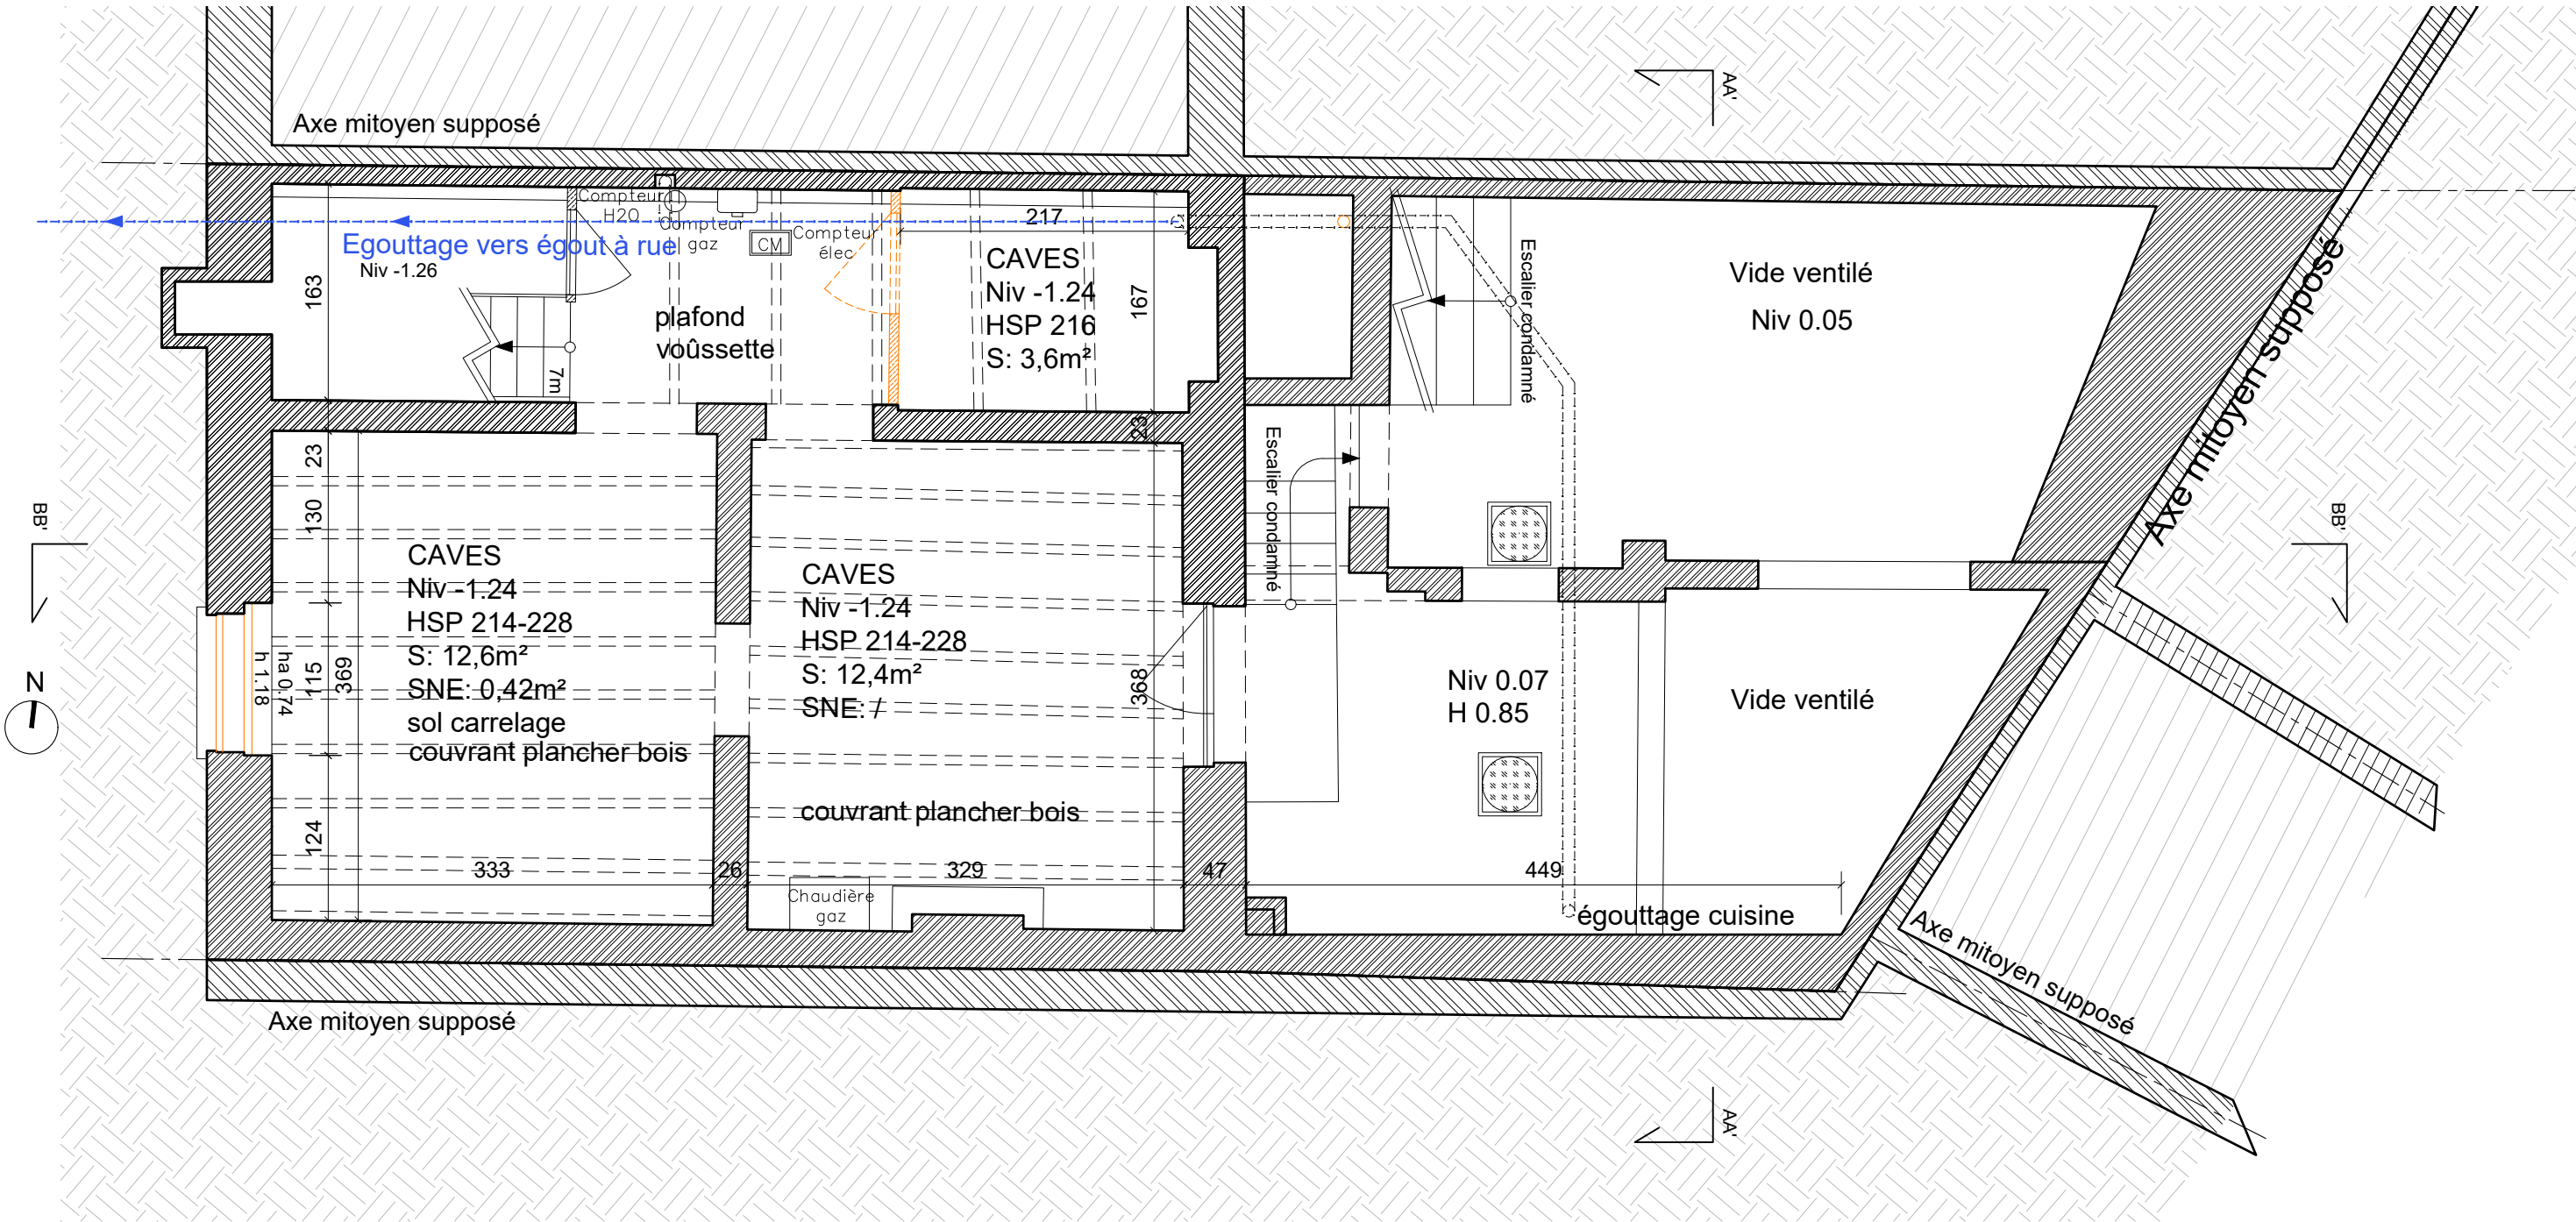 AA'
Axe mitoyen supposé
Compteur
H2O
Compteur
gaz
CM
Compteur
élec
217
Egouttage vers égout à rue
Niv -1.26
163
plafond
voûssette
7m
CAVES
Niv -1.24
HSP 216
S: 3,6m²
167
23
Escalier condamné
Vide ventilé
Niv 0.05
Axe mitoyen supposé
23
130
115
369
124
h 1.18
ha 0.74
BB'
BB'
N
CAVES
Niv -1.24
HSP 214-228
S: 12,6m²
SNE: 0,42m²
sol carrelage
couvrant plancher bois
CAVES
Niv -1.24
HSP 214-228
S: 12,4m²
SNE: /
couvrant plancher bois
368
Escalier condamné
Niv 0.07
H 0.85
Vide ventilé
333
26
329
47
449
Chaudière
gaz
égouttage cuisine
Axe mitoyen supposé
Axe mitoyen supposé
AA'